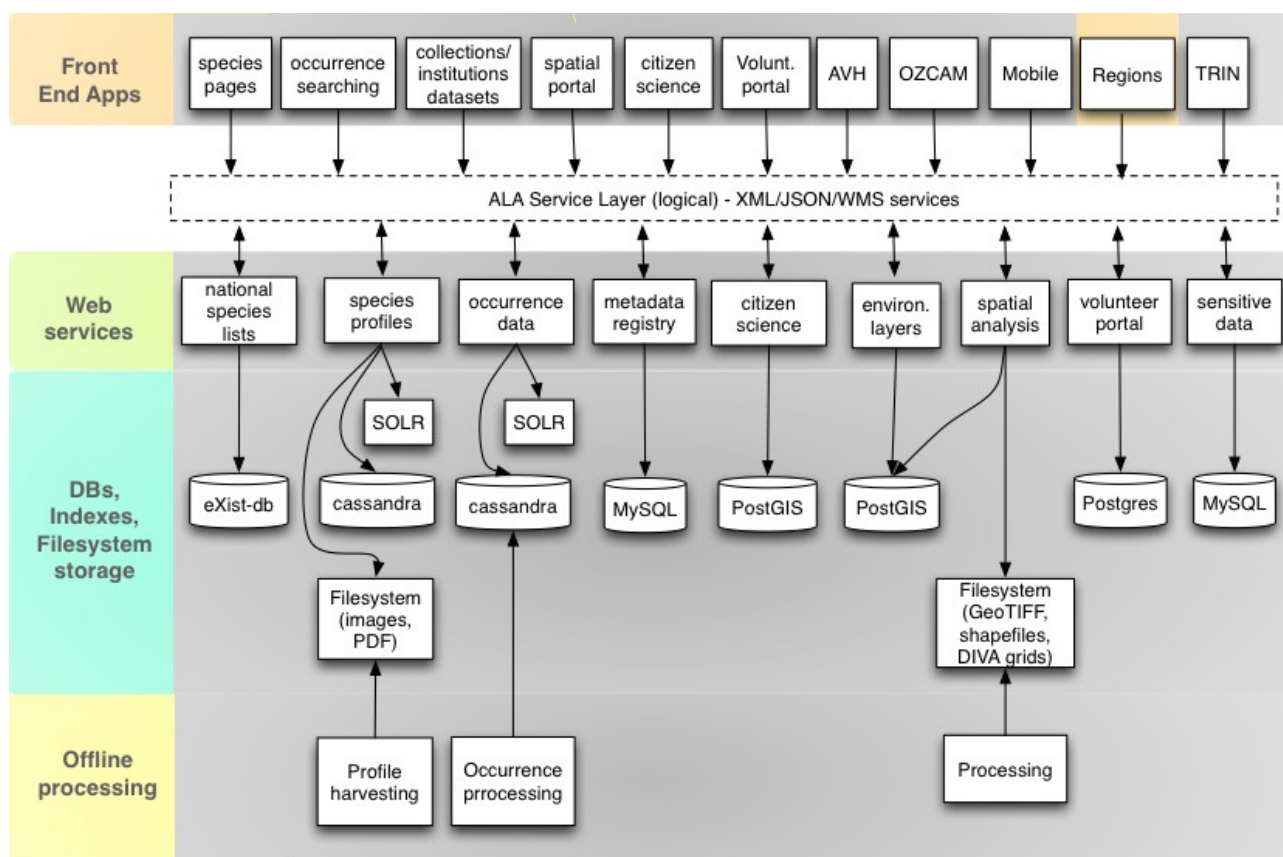 Front
End Apps
species
pages
occurrence
searching
collections/
institutions
datasets
spatial
portal
citizen
science
Volunt.
portal
AVH
OZCAM
Mobile
Regions
TRIN
ALA Service Layer (logical) - XML/JSON/WMS services
Web
services
national
species
lists
species
profiles
occurrence
data
metadata
registry
citizen
science
environ.
layers
spatial
analysis
volunteer
portal
sensitive
data
DBs,
Indexes,
Filesystem
storage
SOLR
SOLR
eXist-db
cassandra
cassandra
MySQL
PostGIS
PostGIS
Postgres
MySQL
Filesystem
(images,
PDF)
Filesystem
(GeoTIFF,
shapefiles,
DIVA grids)
Offline
processing
Profile
harvesting
Occurrence
prrocessing
Processing